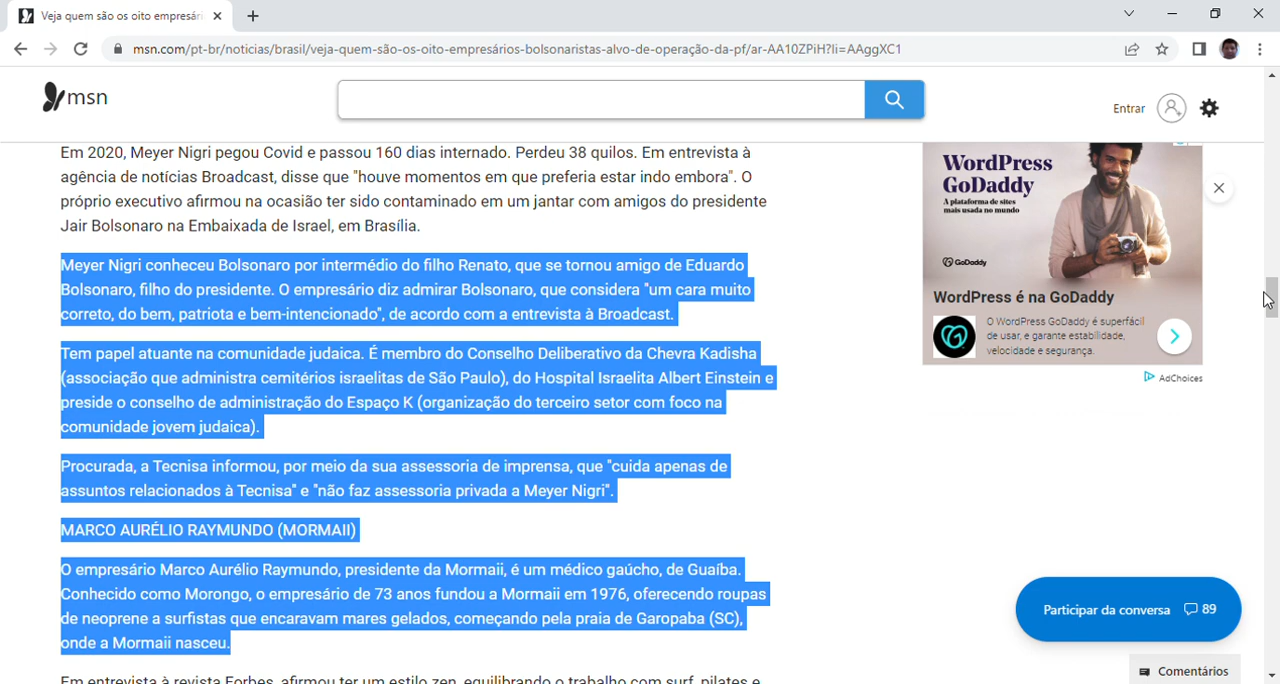 Veja quem são os oito empresári
msn.com/pt-br/noticias/brasil/veja-quem-são-os-oito-empresários-bolsonaristas-alvo-de-operação-da-pf/ar-AA10ZPiH?li=AAggXC1
msn
Entrar
Em 2020, Meyer Nigri pegou Covid e passou 160 dias internado. Perdeu 38 quilos. Em entrevista à
agência de notícias Broadcast, disse que "houve momentos em que preferia estar indo embora". O
próprio executivo afirmou na ocasião ter sido contaminado em um jantar com amigos do presidente
Jair Bolsonaro na Embaixada de Israel, em Brasília.
Meyer Nigri conheceu Bolsonaro por intermédio do filho Renato, que se tornou amigo de Eduardo
Bolsonaro, filho do presidente. O empresário diz admirar Bolsonaro, que considera "um cara muito
correto, do bem, patriota e bem-intencionado", de acordo com a entrevista à Broadcast.
Tem papel atuante na comunidade judaica. É membro do Conselho Deliberativo da Chevra Kadisha
(associação que administra cemitérios israelitas de São Paulo), do Hospital Israelita Albert Einstein e
preside o conselho de administração do Espaço K (organização do terceiro setor com foco na
comunidade jovem judaica).
Procurada, a Tecnisa informou, por meio da sua assessoria de imprensa, que "cuida apenas de
assuntos relacionados à Tecnisa" e "não faz assessoria privada a Meyer Nigri".
MARCO AURÉLIO RAYMUNDO (MORMAII)
O empresário Marco Aurélio Raymundo, presidente da Mormaii, é um médico gaúcho, de Guaíba.
Conhecido como Morongo, o empresário de 73 anos fundou a Mormaii em 1976, oferecendo roupas
de neoprene a surfistas que encaravam mares gelados, começando pela praia de Garopaba (SC),
onde a Mormaii nasceu.
Em entrevista à revista Forbes, afirmou ter um estilo zen, equilibrando o trabalho com surf, pilates e
WordPress
GoDaddy
A plataforma de sites
mais usada no mundo
GoDaddy
WordPress é na GoDaddy
O WordPress GoDaddy é superfácil
de usar, e garante estabilidade,
velocidade e segurança.
AdChoices
Participar da conversa 89
Comentários